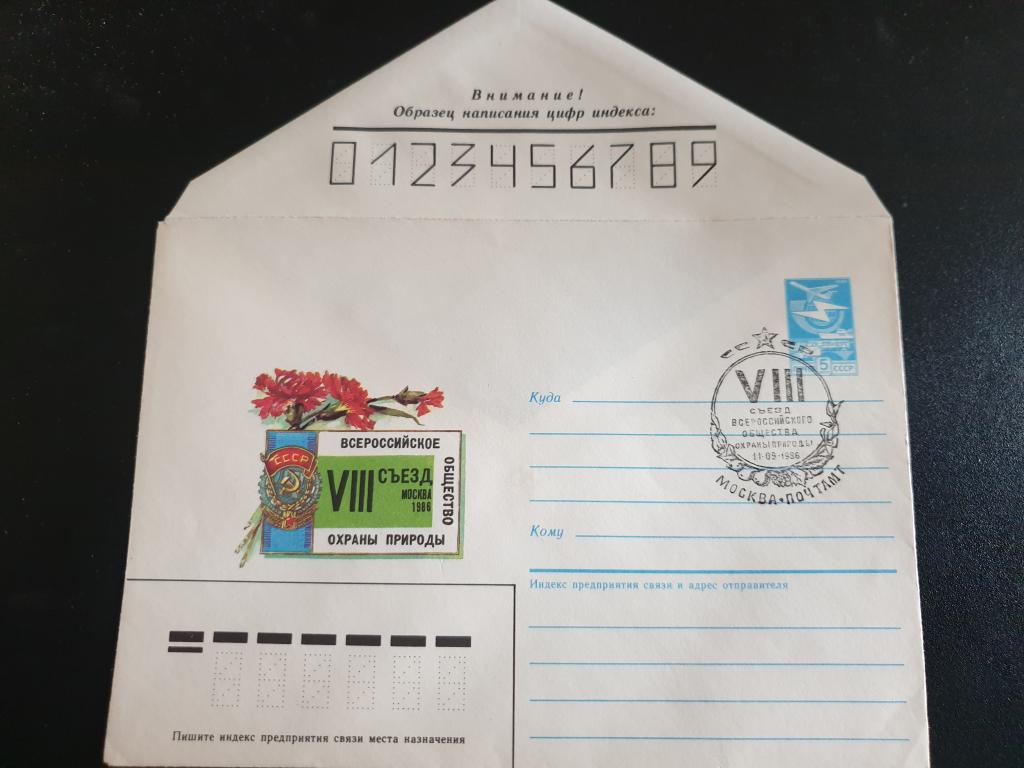 Внимание!
Образец написания цифр индекса:
0123456789
5 СССР
СССР
VIII
СЪЕЗД
ВСЕРОССИЙСКОГО
ОБЩЕСТВА
ОХРАНЫ ПРИРОДЫ
11·09·1986
МОСКВА·ПОЧТАМТ
Куда
Кому
Индекс предприятия связи и адрес отправителя
СССР
ВСЕРОССИЙСКОЕ
ОБЩЕСТВО
VIII СЪЕЗД
МОСКВА
1986
ОХРАНЫ ПРИРОДЫ
Пишите индекс предприятия связи места назначения